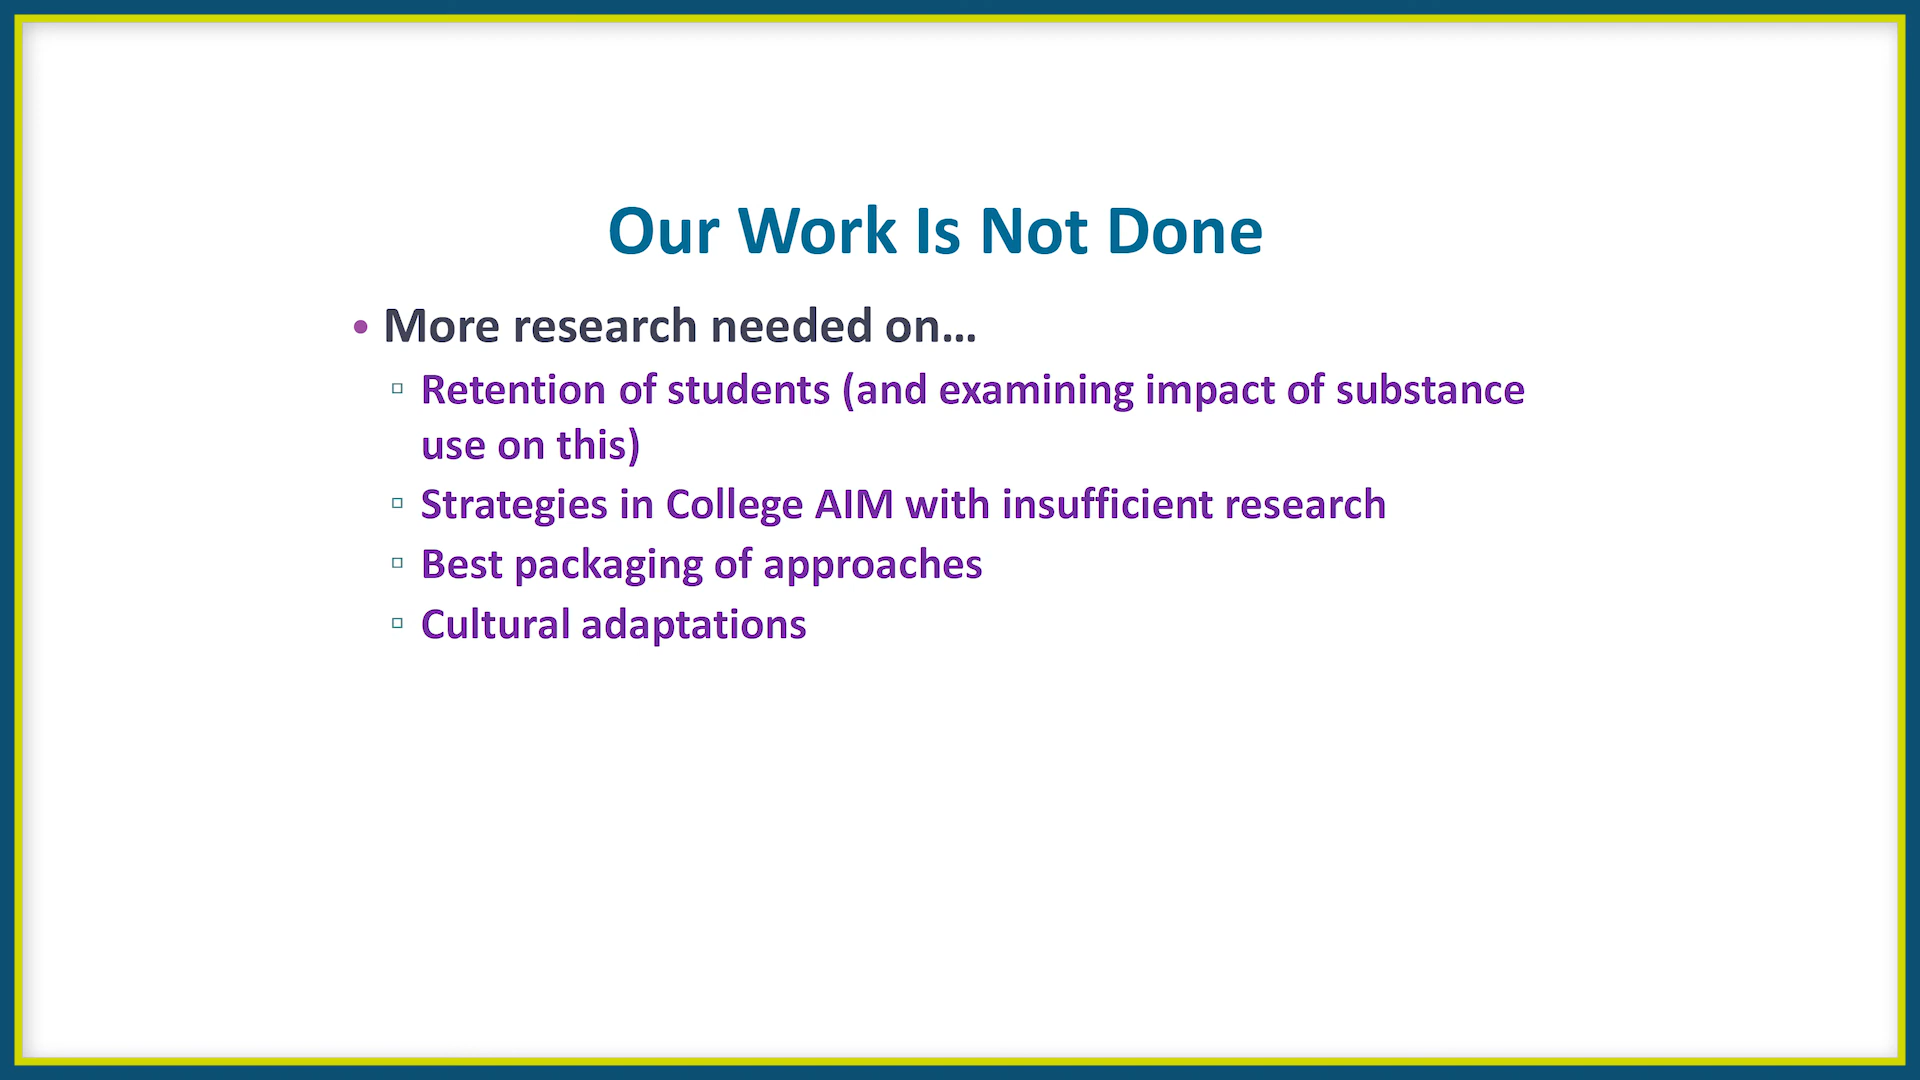 Our Work Is Not Done
• More research needed on...
▫ Retention of students (and examining impact of substance
use on this)
▫ Strategies in College AIM with insufficient research
▫ Best packaging of approaches
▫ Cultural adaptations